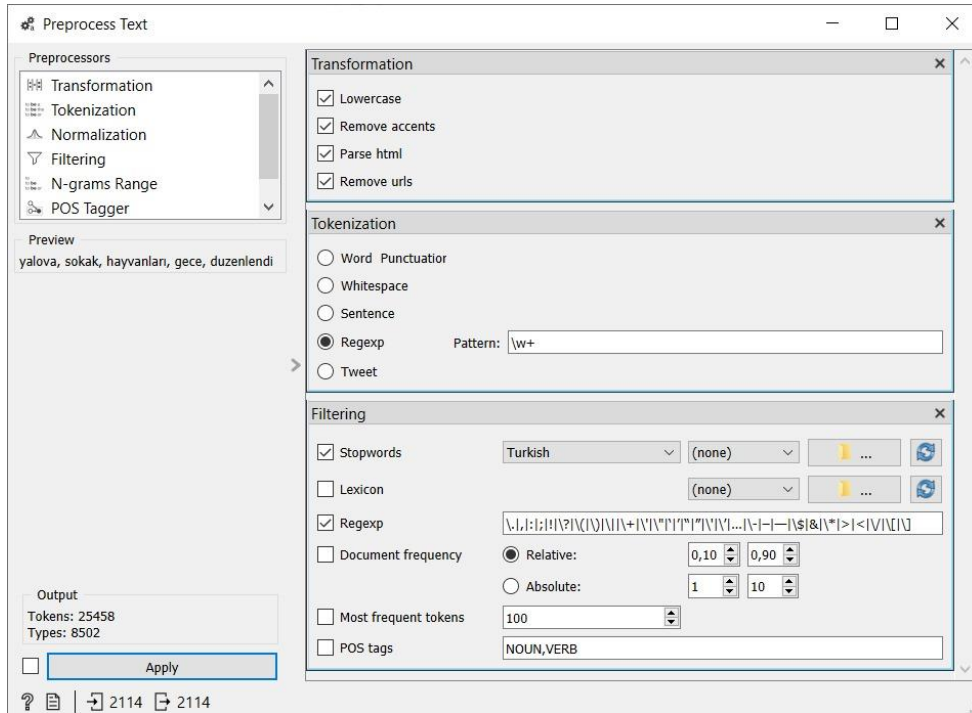 Preprocess Text
Preprocessors
Transformation
Tokenization
Normalization
Filtering
N-grams Range
POS Tagger
Preview
yalova, sokak, hayvanları, gece, duzenlendi
Output
Tokens: 25458
Types: 8502
Apply
2114 2114
Transformation
Lowercase
Remove accents
Parse html
Remove urls
Tokenization
Word Punctuatior
Whitespace
Sentence
Regexp Pattern: \w+
Tweet
Filtering
Stopwords Turkish (none) ...
Lexicon (none) ...
Regexp \.|,|:|;|!|\?|\(|\)|\||\+|\'|\"|'|'|"|"|\'|\'|…|\-|–|—|\$|&|\*|>|<|\/|\[|\]
Document frequency Relative: 0,10 0,90
Absolute: 1 10
Most frequent tokens 100
POS tags NOUN,VERB